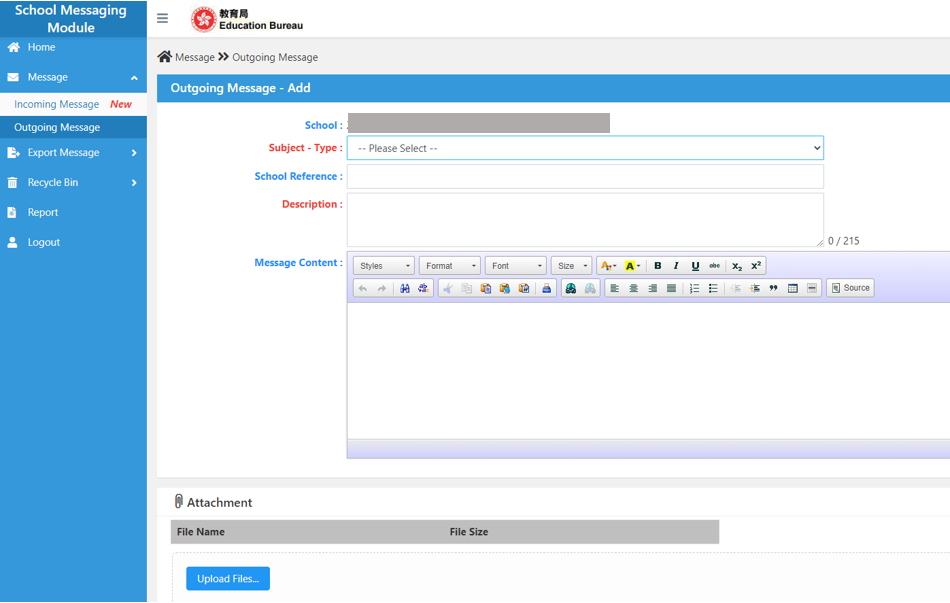 School Messaging
Module
Home
Message
Incoming Message New
Outgoing Message
Export Message
Recycle Bin
Report
Logout
教育局
Education Bureau
Message Outgoing Message
Outgoing Message - Add
School :
Subject - Type : -- Please Select --
School Reference :
Description :
0 / 215
Message Content :
Styles Format Font Size A A B I U abc X₂ X²
Source
Attachment
File Name File Size
Upload Files...